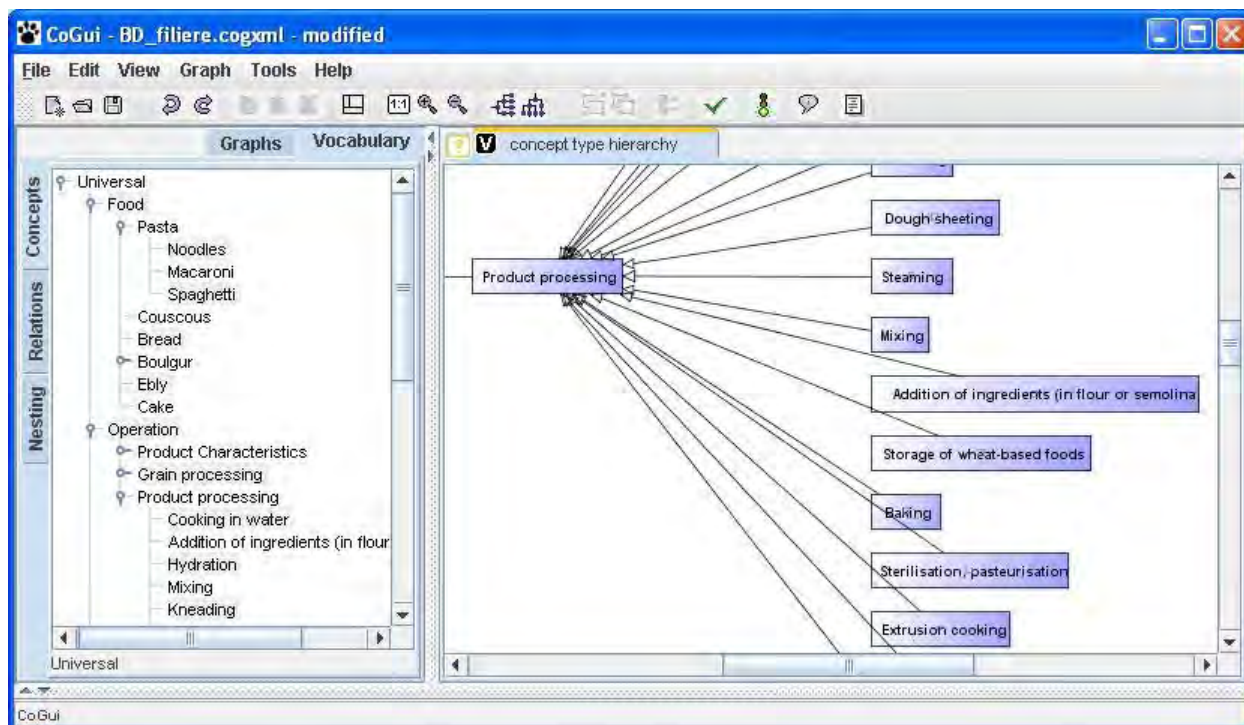 CoGui - BD_filiere.cogxml - modified
File Edit View Graph Tools Help
1:1
Graphs Vocabulary
? V concept type hierarchy
Concepts
Relations
Nesting
Universal
Food
Pasta
Noodles
Macaroni
Spaghetti
Couscous
Bread
Boulgur
Ebly
Cake
Operation
Product Characteristics
Grain processing
Product processing
Cooking in water
Addition of ingredients (in flour
Hydration
Mixing
Kneading
Universal
Product processing
Dough sheeting
Steaming
Mixing
Addition of ingredients (in flour or semolina
Storage of wheat-based foods
Baking
Sterilisation, pasteurisation
Extrusion cooking
CoGui